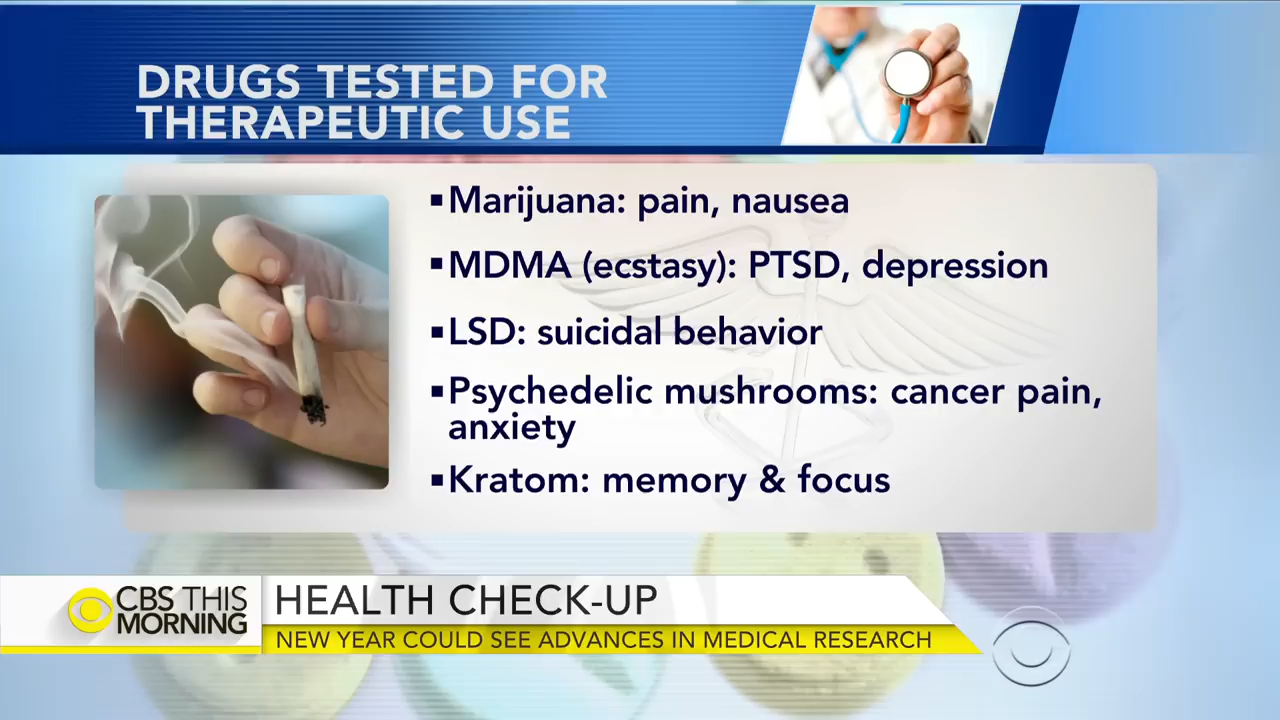 DRUGS TESTED FOR
THERAPEUTIC USE
▪Marijuana: pain, nausea
▪MDMA (ecstasy): PTSD, depression
▪LSD: suicidal behavior
▪Psychedelic mushrooms: cancer pain,
anxiety
▪Kratom: memory & focus
CBS THIS
MORNING
HEALTH CHECK-UP
NEW YEAR COULD SEE ADVANCES IN MEDICAL RESEARCH